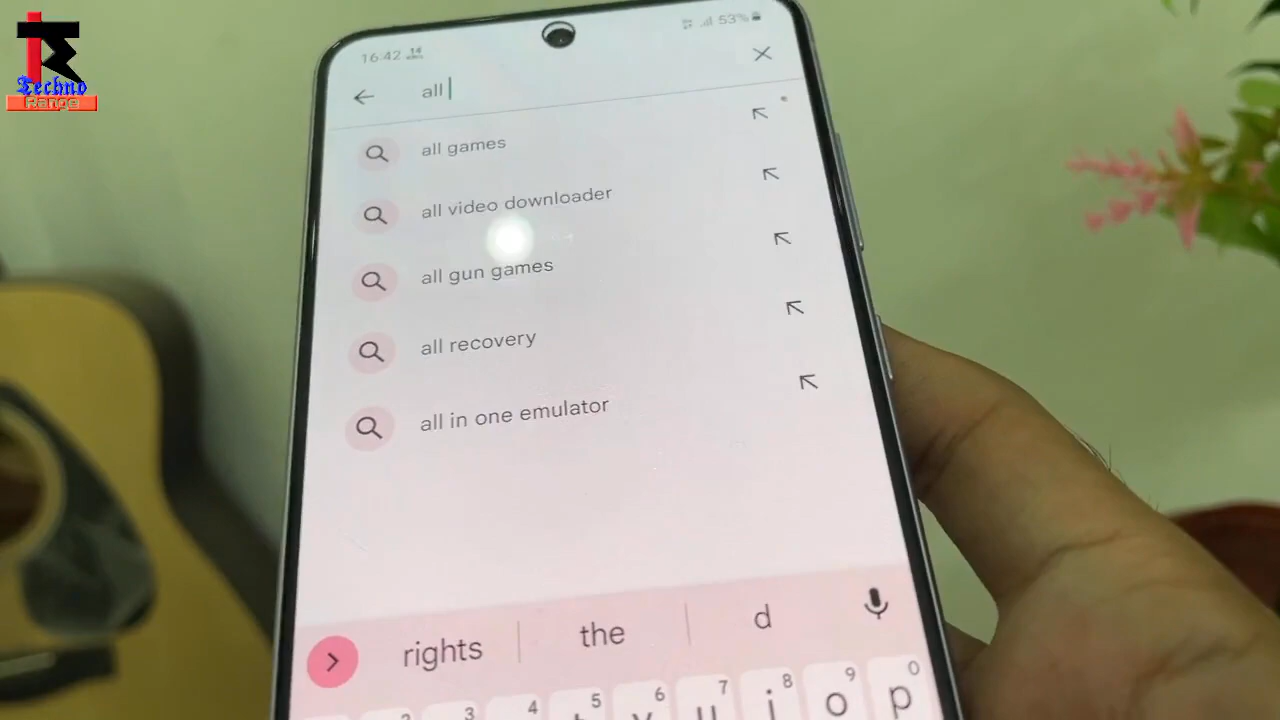 Techno
Range
16:42
53%
all
all games
all video downloader
all gun games
all recovery
all in one emulator
rights the d
3 4 5 6 7 8 9 0
u o p